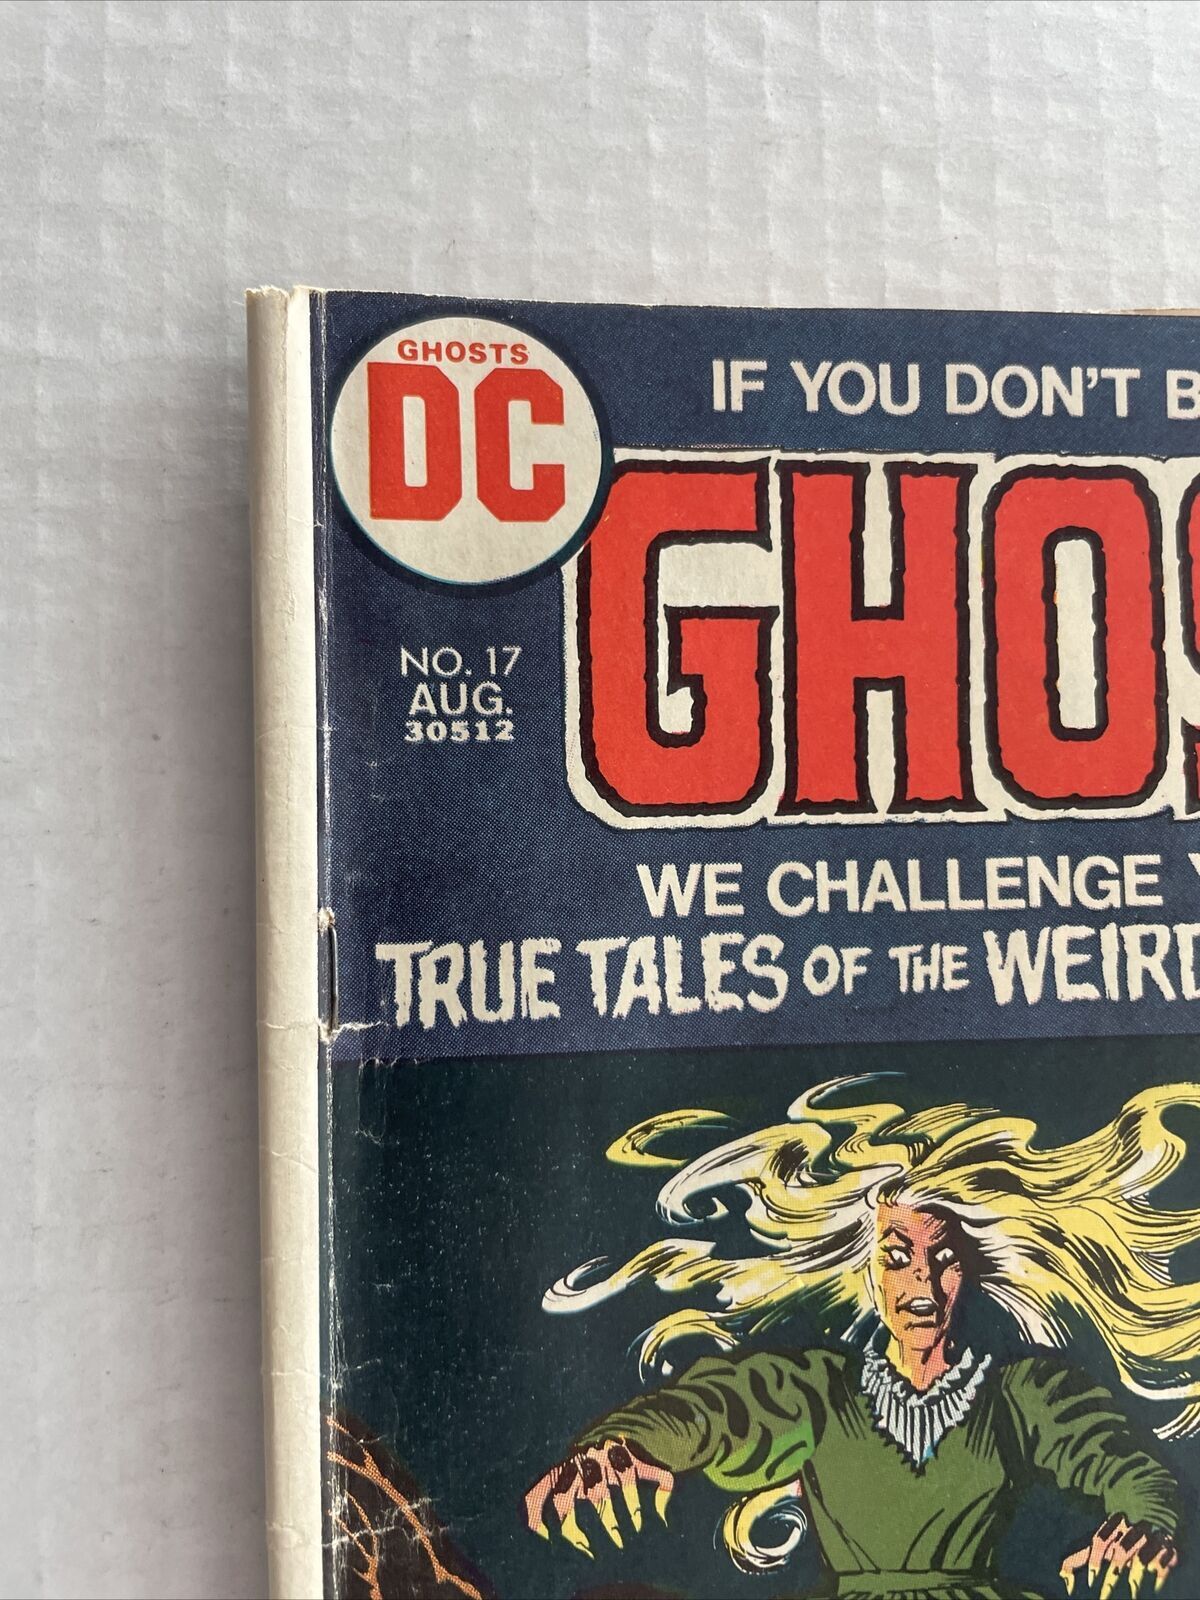 GHOSTS
DC
IF YOU DON'T B
GHOS
NO. 17
AUG.
30512
WE CHALLENGE Y
TRUE TALES OF THE WEIRD